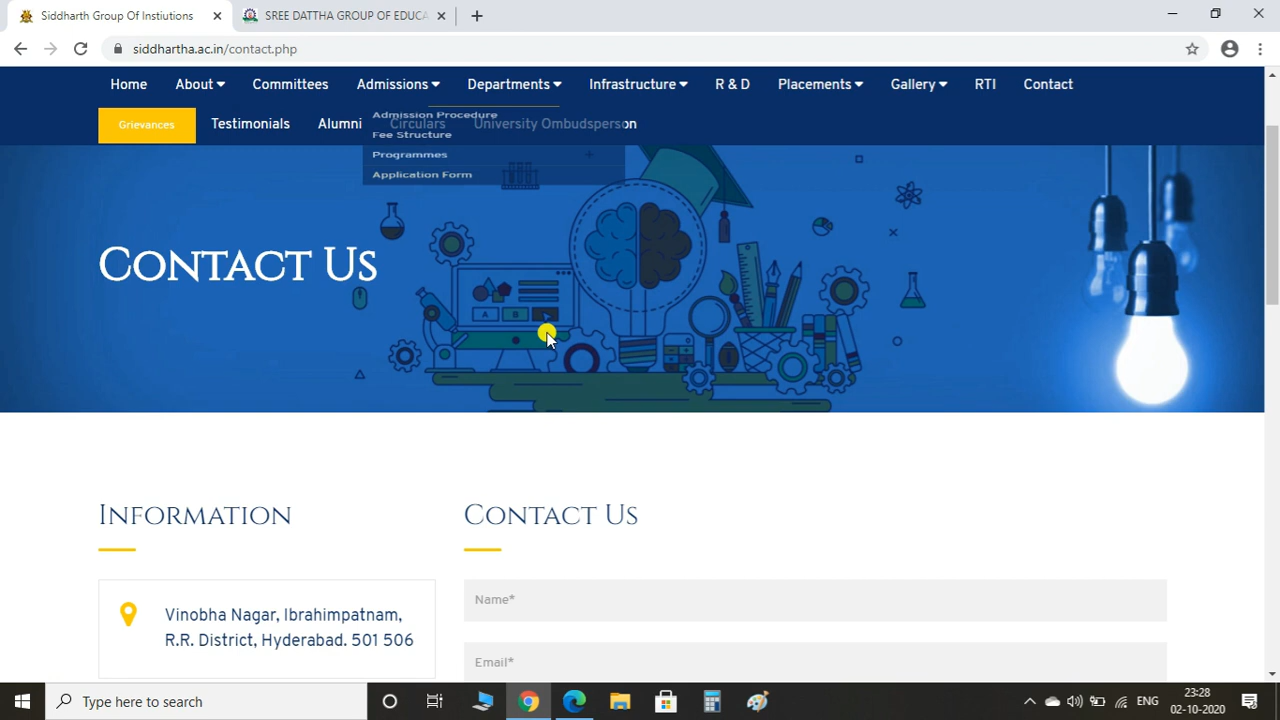 Siddharth Group Of Instiutions
SREE DATTHA GROUP OF EDUCA
siddhartha.ac.in/contact.php
Home About Committees Admissions Departments Infrastructure R & D Placements Gallery RTI Contact
Grievances Testimonials Alumni Circulars University Ombudsperson
Admission Procedure
Fee Structure
Programmes +
Application Form
A B
CONTACT US
INFORMATION
Vinobha Nagar, Ibrahimpatnam,
R.R. District, Hyderabad. 501 506
CONTACT US
Name*
Email*
Type here to search
ENG
23:28
02-10-2020